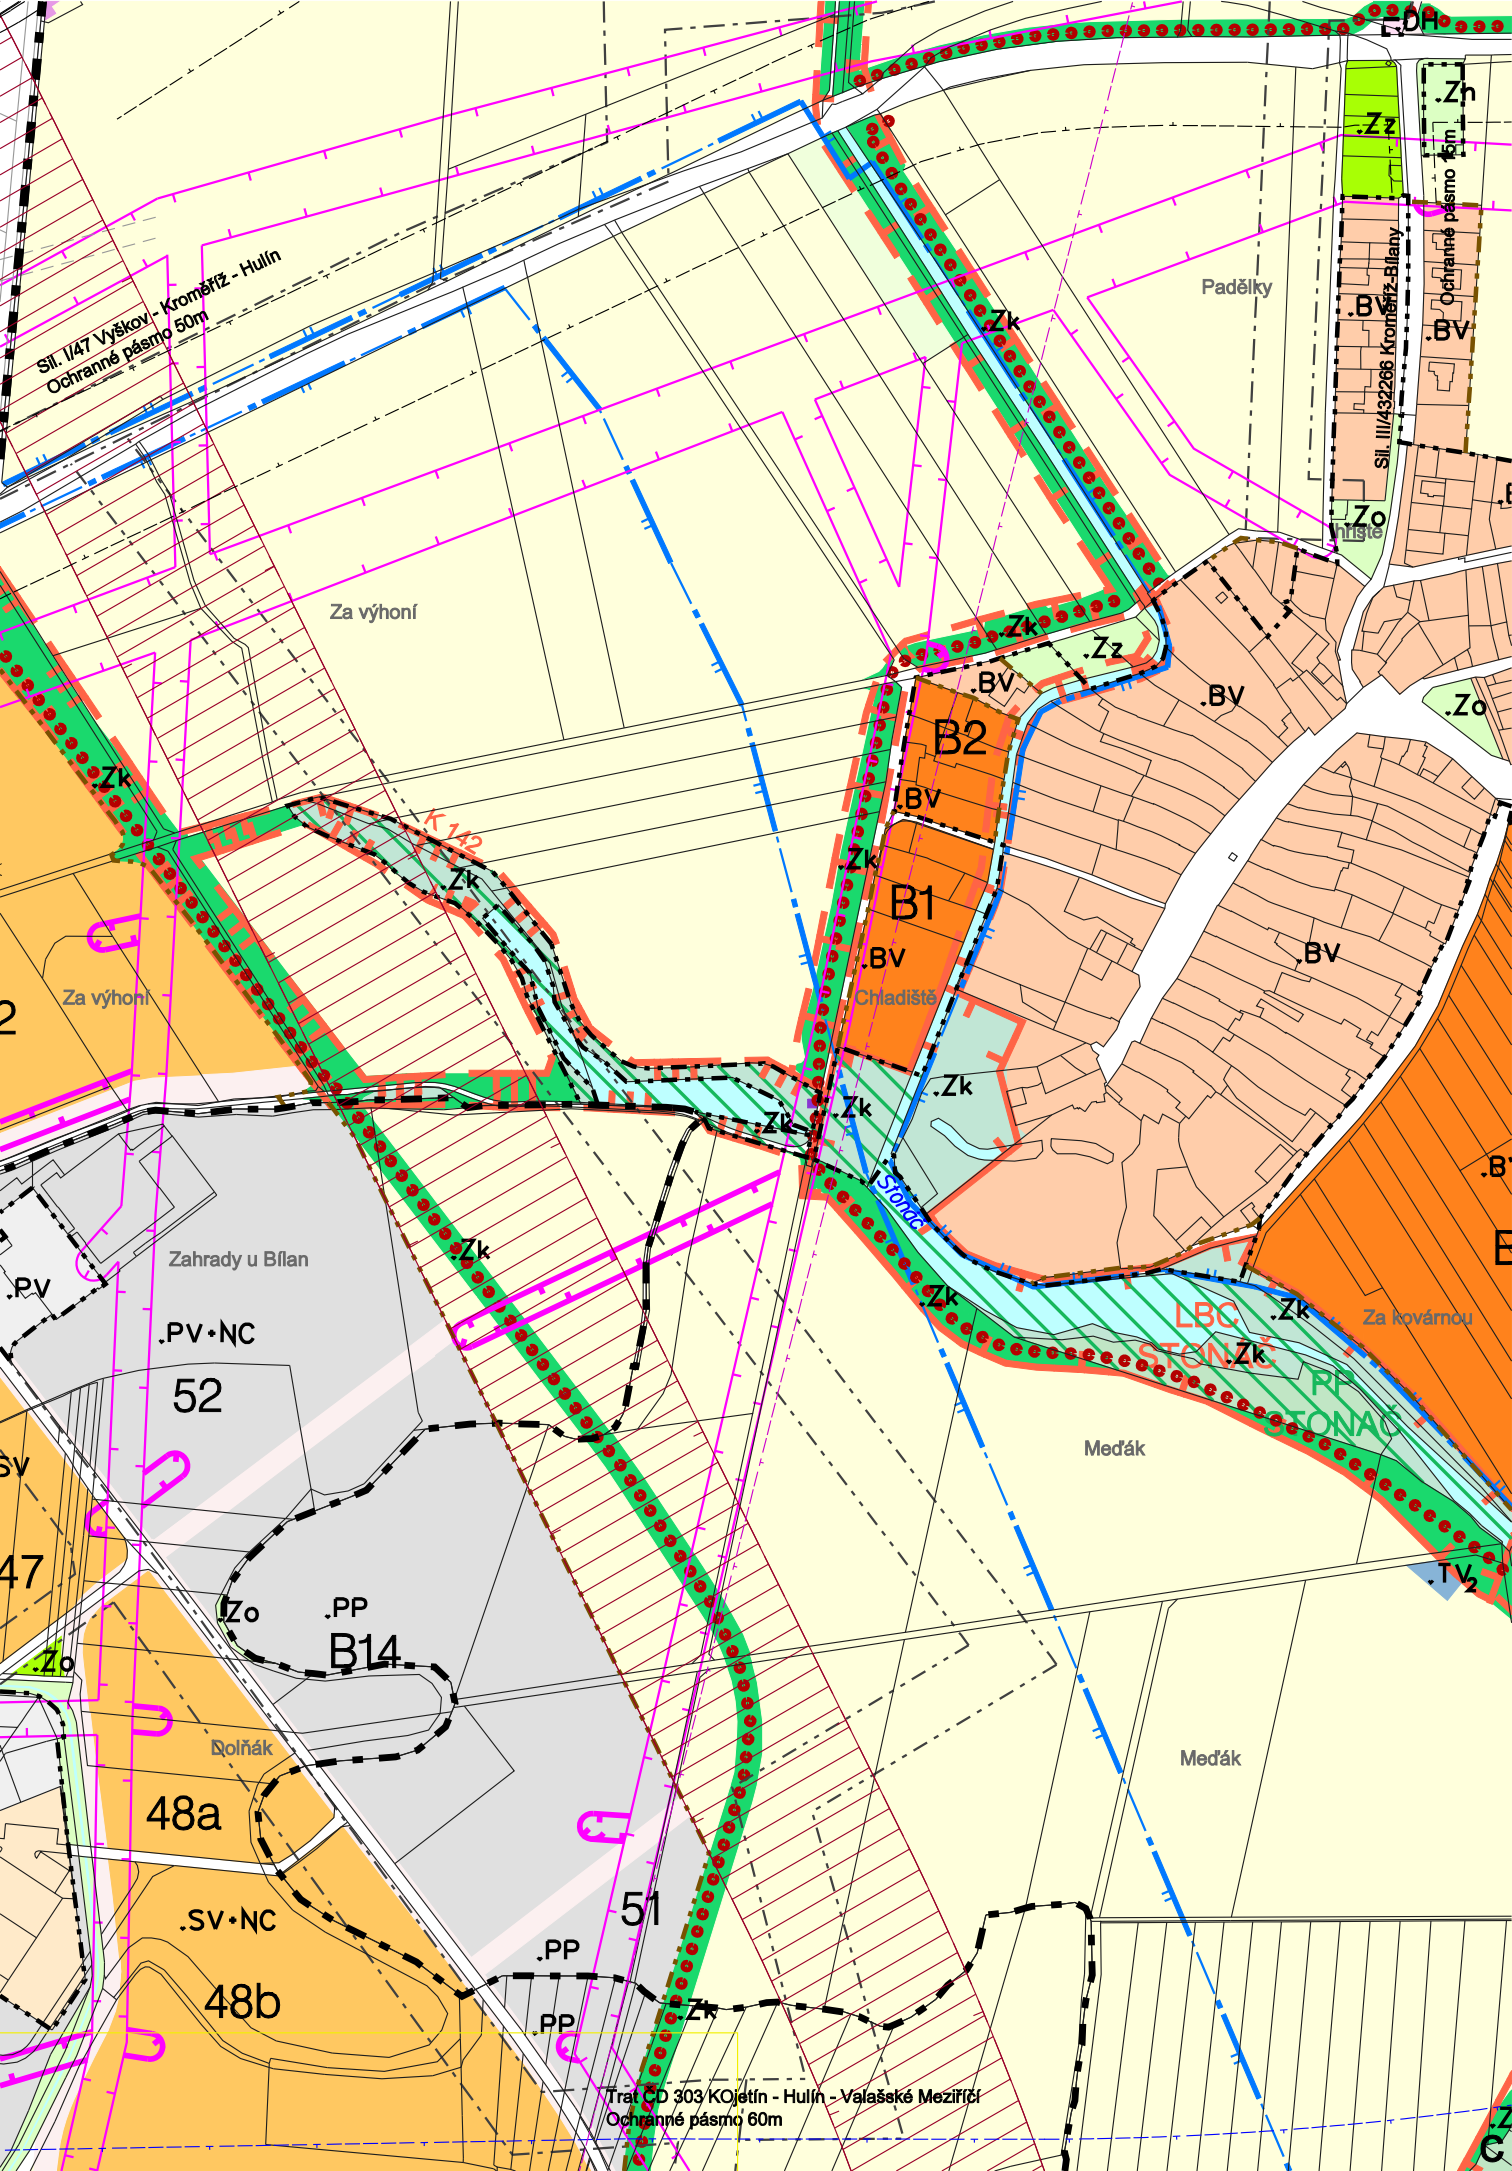 DH
.Zn
.Zz
Ochranné pásmo 15m
Sil. I/47 Vyškov - Kroměříž - Hulín
Ochranné pásmo 50m
Padělky
.BV
.BV
.Zk
Sil. III/432266 Kroměříž-Bílany
.Zo
hřiště
Za výhoní
.Zk
.Zz
.BV
.BV
.Zo
B2
.Zk
.BV
K 142
.Zk
.Zk
B1
.BV
.BV
Za výhoní
Chladiště
2
.Zk
.Zk
.Zk
Stonáč
Zahrady u Bílan
.Zk
.PV
.PV+NC
.Zk
LBC
STONAČ
.Zk
.Zk
Za kovárnou
PP
STONAČ
52
Meďák
SV
47
.TV2
.Zo
.PP
B14
.Zo
Dolňák
Meďák
48a
51
.SV+NC
.PP
48b
.Zk
.PP
Trať ČD 303 KOjetín - Hulín - Valašské Meziříčí
Ochranné pásmo 60m
C